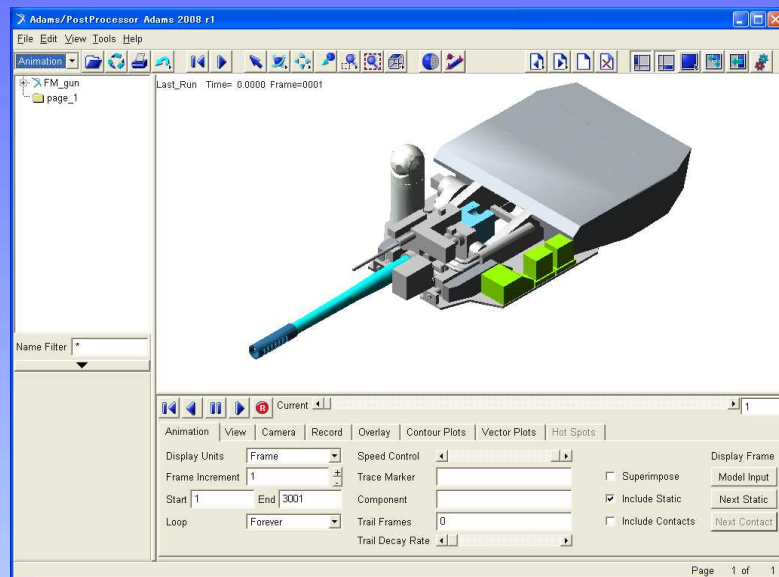 Adams/PostProcessor Adams 2008 r1
File Edit View Tools Help
Animation
FM_gun
page_1
Last_Run Time= 0.0000 Frame=0001
Name Filter *
Current 1
Animation View Camera Record Overlay Contour Plots Vector Plots Hot Spots
Display Units Frame Speed Control Display Frame
Frame Increment 1 + - Trace Marker Superimpose Model Input
Start 1 End 3001 Component Include Static Next Static
Loop Forever Trail Frames 0 Include Contacts Next Contact
Trail Decay Rate
Page 1 of 1